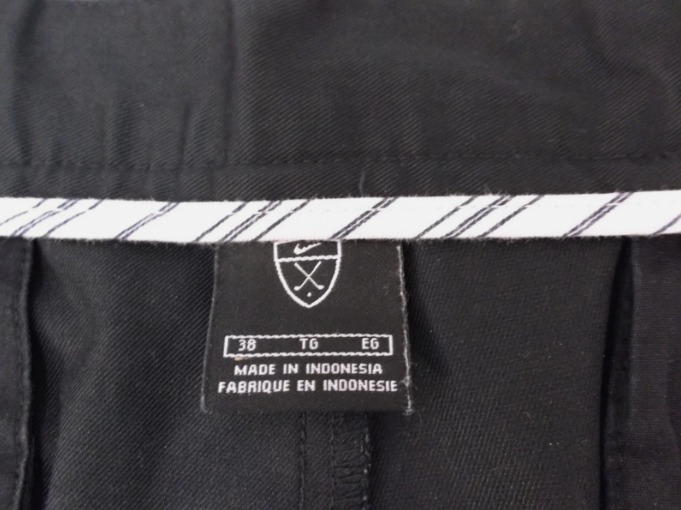 38 TG EG
MADE IN INDONESIA
FABRIQUE EN INDONESIE